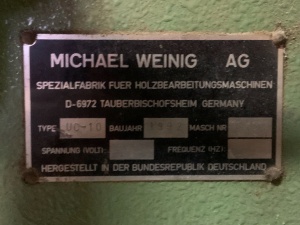 MICHAEL WEINIG AG
SPEZIALFABRIK FUER HOLZBEARBEITUNGSMASCHINEN
D-6972 TAUBERBISCHOFSHEIM GERMANY
TYPE BAUJAHR MASCH NR
SPANNUNG (VOLT): FREQUENZ (HZ):
HERGESTELLT IN DER BUNDESREPUBLIK DEUTSCHLAND